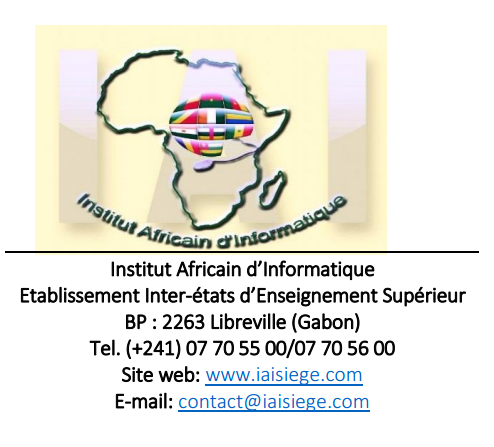 IAI
Institut Africain d'Informatique
Institut Africain d'Informatique
Etablissement Inter-états d'Enseignement Supérieur
BP : 2263 Libreville (Gabon)
Tel. (+241) 07 70 55 00/07 70 56 00
Site web: www.iaisiege.com
E-mail: contact@iaisiege.com